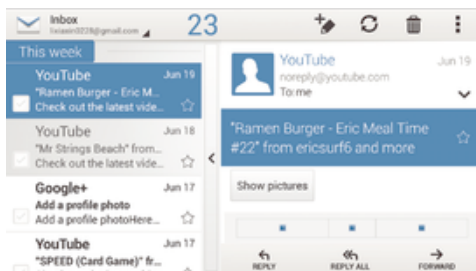 Inbox
23
This week
YouTube Jun 19
"Ramen Burger - Eric M...
Check out the latest vide...
YouTube Jun 18
"Mr Strings Beach" from...
Check out the latest vide...
Google+ Jun 17
Add a profile photo
Add a profile photoHere...
YouTube Jun 17
"SPEED (Card Game)" fr...
YouTube Jun 19
noreply@youtube.com
To: me
"Ramen Burger - Eric Meal Time
#22" from ericsurf6 and more
Show pictures
REPLY
REPLY ALL
FORWARD